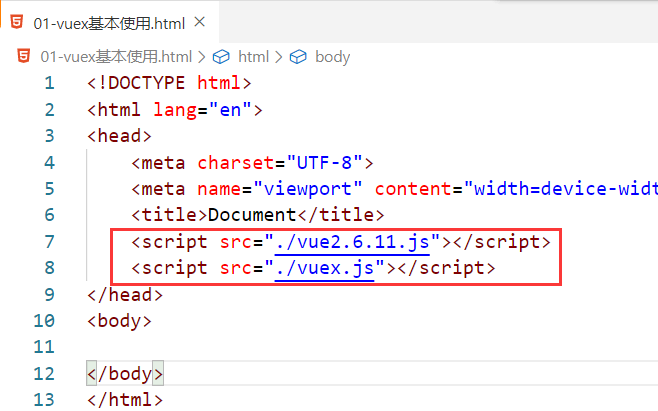 01-vuex基本使用.html ×
01-vuex基本使用.html > html > body
1 <!DOCTYPE html>
2 <html lang="en">
3 <head>
4 <meta charset="UTF-8">
5 <meta name="viewport" content="width=device-widt
6 <title>Document</title>
7 <script src="./vue2.6.11.js"></script>
8 <script src="./vuex.js"></script>
9 </head>
10 <body>
11
12 </body>
13 </html>